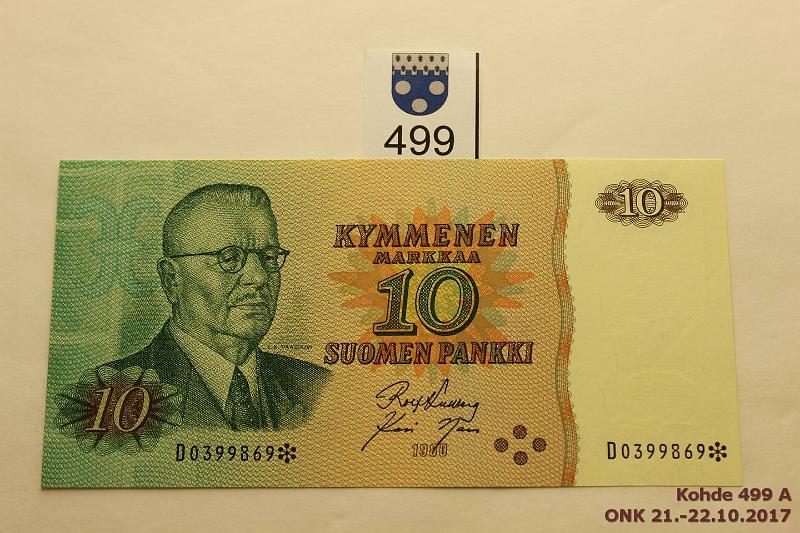 499
10
KYMMENEN
MARKKAA
10
SUOMEN PANKKI
10
1980
D0399869✻
D0399869✻
Kohde 499 A
ONK 21.-22.10.2017